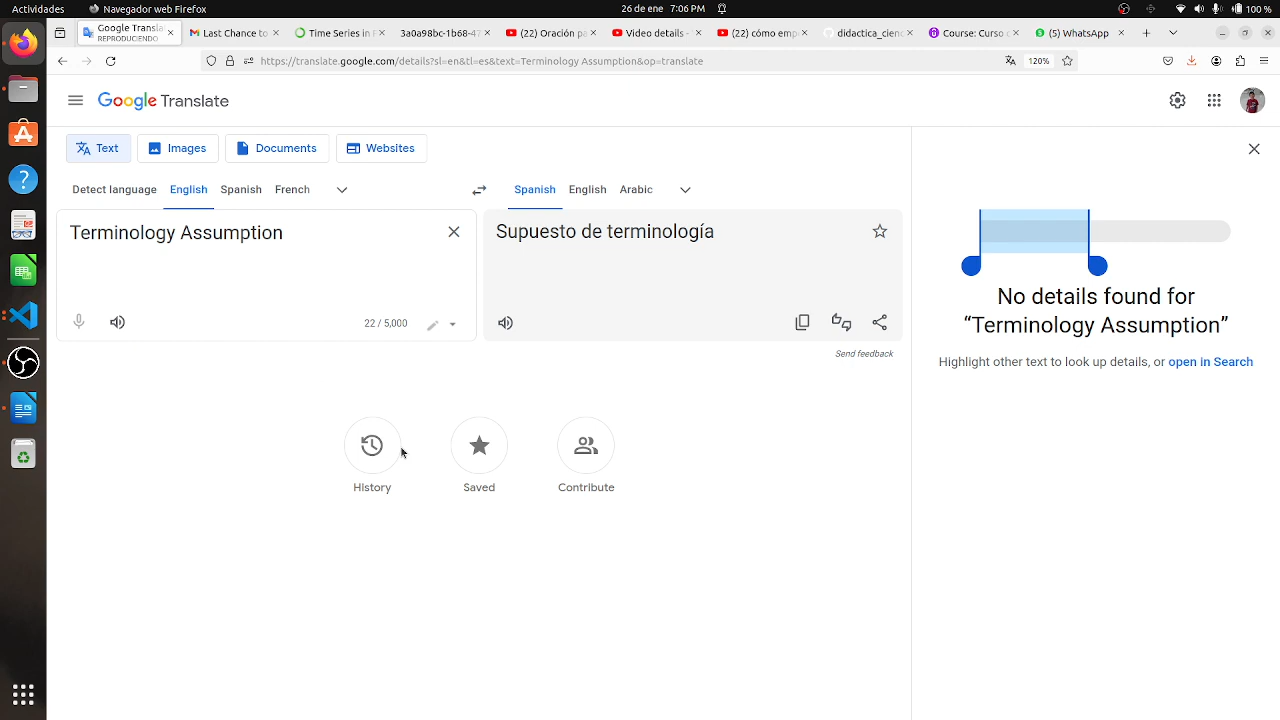 Actividades
Navegador web Firefox
26 de ene 7:06 PM
100 %
Google Transla
REPRODUCIENDO
Last Chance to
Time Series in F
3a0a98bc-1b68-47
(22) Oración pa
Video details -
(22) cómo emp
didactica_cienc
Course: Curso c
(5) WhatsApp
https://translate.google.com/details?sl=en&tl=es&text=Terminology Assumption&op=translate
120%
Google Translate
Text
Images
Documents
Websites
Detect language
English
Spanish
French
Spanish
English
Arabic
Terminology Assumption
Supuesto de terminología
22 / 5,000
Send feedback
No details found for
“Terminology Assumption”
Highlight other text to look up details, or open in Search
History
Saved
Contribute